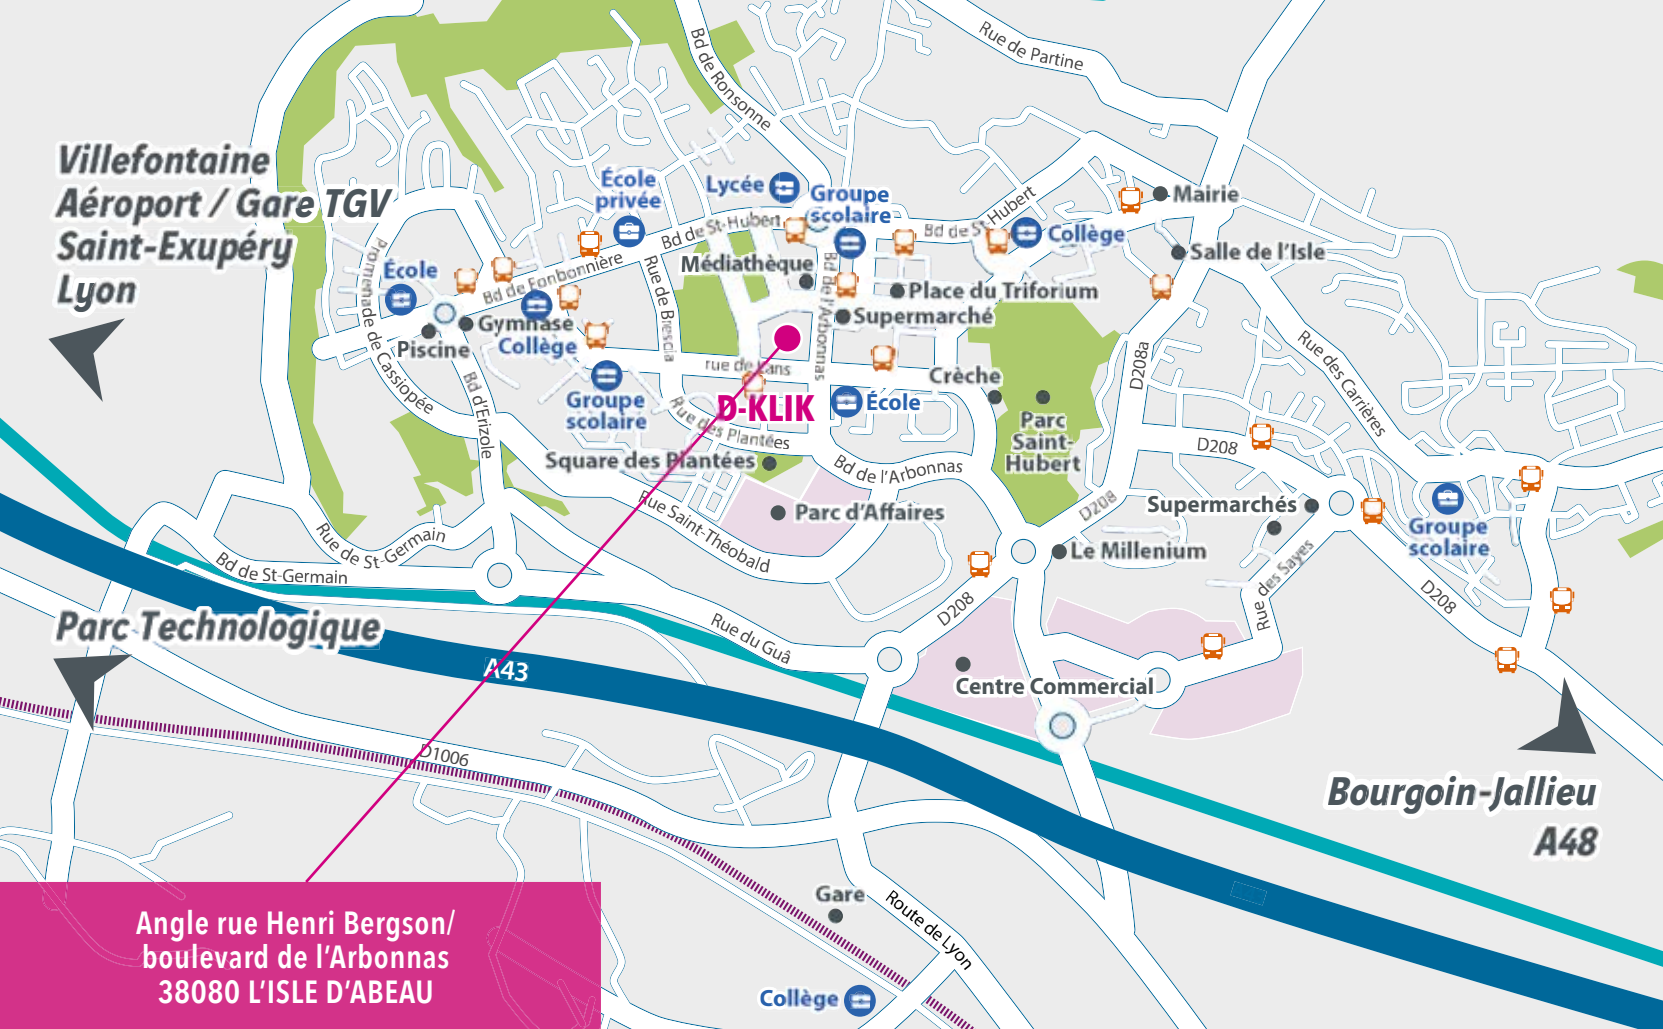 Rue de Partine
Bd de Ronsonne
Villefontaine
Aéroport / Gare TGV
Saint-Exupéry
Lyon
École
privée
Lycée
Groupe
scolaire
Mairie
Bd de St-Hubert
Bd de St-Hubert
Collège
Salle de l'Isle
Promenade de Cassiopée
École
Bd de Fonbonnière
Rue de Brescia
Médiathèque
Bd de l'Arbonnas
Place du Triforium
Supermarché
Gymnase
Collège
Piscine
Bd d'Erizole
rue de Lans
Crèche
D208a
Rue des Carrières
Groupe
scolaire
D-KLIK
École
Rue des Plantées
Parc
Saint-
Hubert
D208
Square des Plantées
Bd de l'Arbonnas
Rue Saint-Théobald
Parc d'Affaires
D208
Supermarchés
Groupe
scolaire
Rue de St-Germain
Bd de St-Germain
Le Millenium
Rue des Sayes
D208
D208
Rue du Guâ
Parc Technologique
A43
Centre Commercial
D1006
Bourgoin-Jallieu
A48
Gare
Route de Lyon
Collège
Angle rue Henri Bergson/
boulevard de l'Arbonnas
38080 L'ISLE D'ABEAU